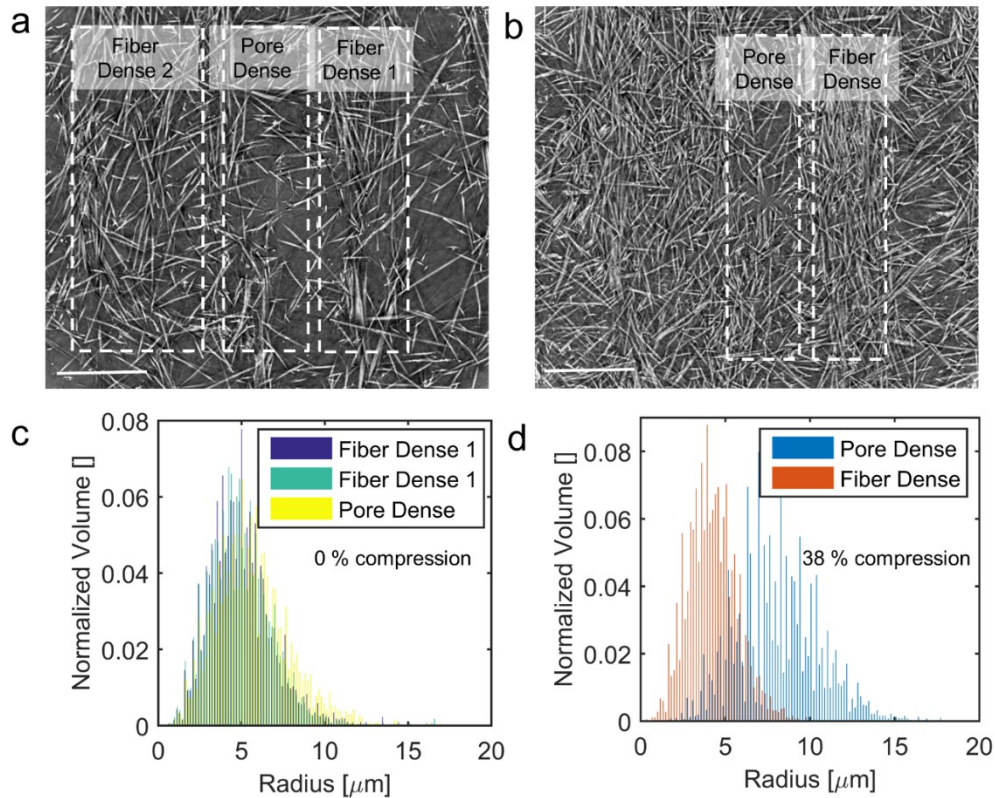 a
Fiber
Dense 2
Pore
Dense
Fiber
Dense 1
b
Pore
Dense
Fiber
Dense
c
Normalized Volume []
0.08
0.06
0.04
0.02
0
Fiber Dense 1
Fiber Dense 1
Pore Dense
0 % compression
0 5 10 15 20
Radius [μm]
d
Normalized Volume []
0.08
0.06
0.04
0.02
0
Pore Dense
Fiber Dense
38 % compression
0 5 10 15 20
Radius [μm]